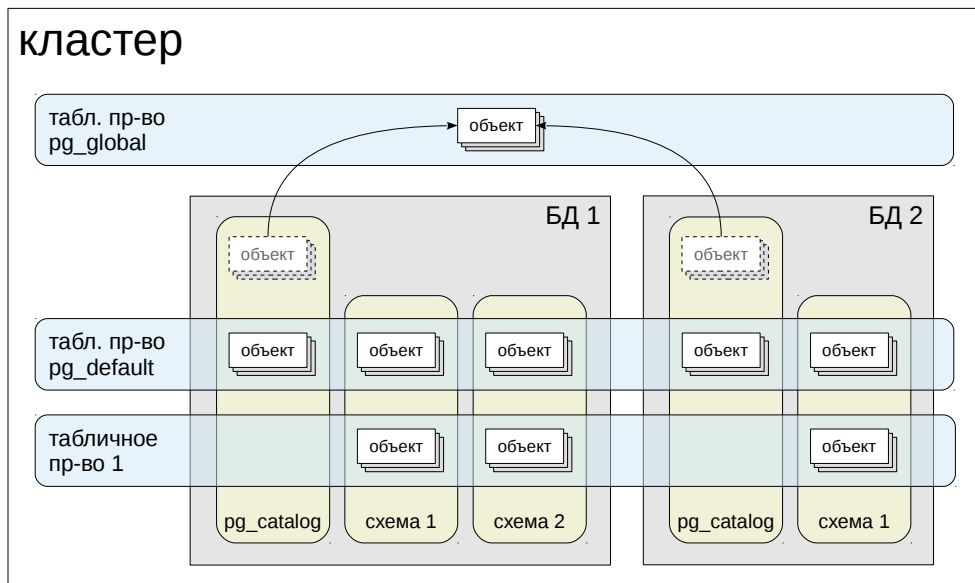 кластер
табл. пр-во
pg_global
объект
БД 1
БД 2
объект
объект
табл. пр-во
pg_default
объект
объект
объект
объект
объект
табличное
пр-во 1
объект
объект
объект
pg_catalog
схема 1
схема 2
pg_catalog
схема 1